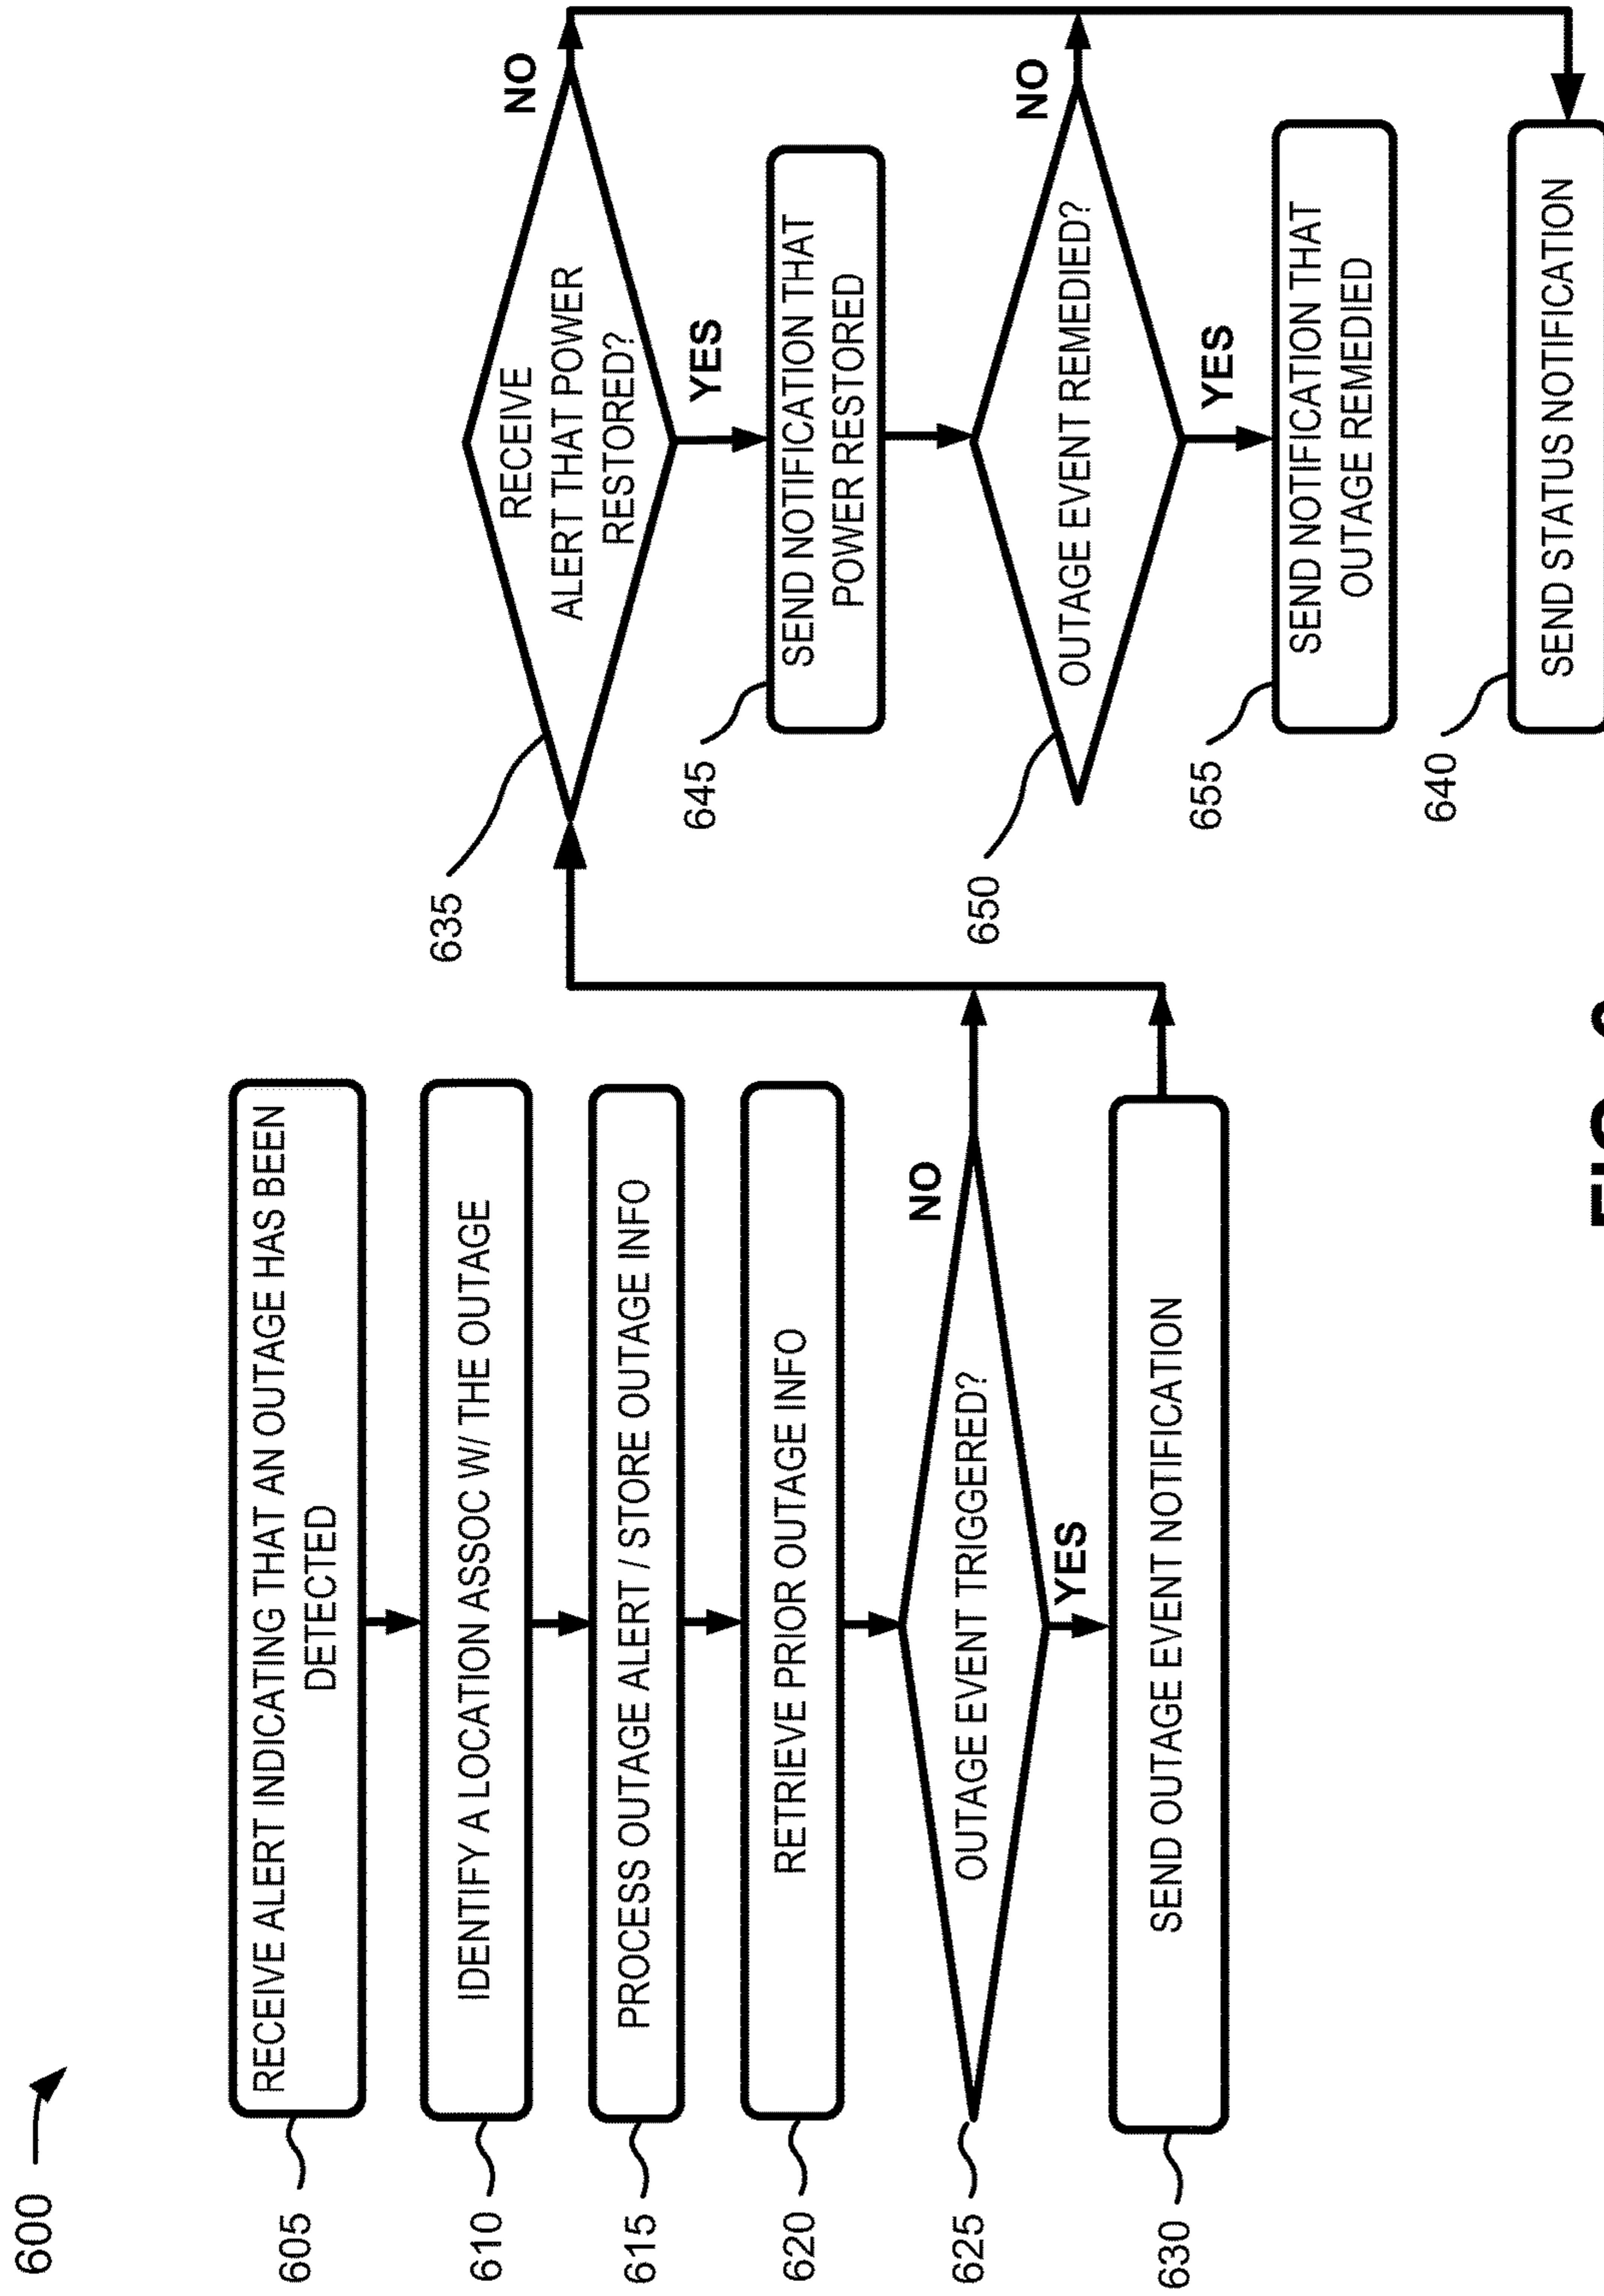 600
605
RECEIVE ALERT INDICATING THAT AN OUTAGE HAS BEEN
DETECTED
610
IDENTIFY A LOCATION ASSOC W/ THE OUTAGE
615
PROCESS OUTAGE ALERT / STORE OUTAGE INFO
620
RETRIEVE PRIOR OUTAGE INFO
625
OUTAGE EVENT TRIGGERED?
NO
YES
630
SEND OUTAGE EVENT NOTIFICATION
635
RECEIVE
ALERT THAT POWER
RESTORED?
NO
YES
645
SEND NOTIFICATION THAT
POWER RESTORED
650
OUTAGE EVENT REMEDIED?
NO
YES
655
SEND NOTIFICATION THAT
OUTAGE REMEDIED
640
SEND STATUS NOTIFICATION